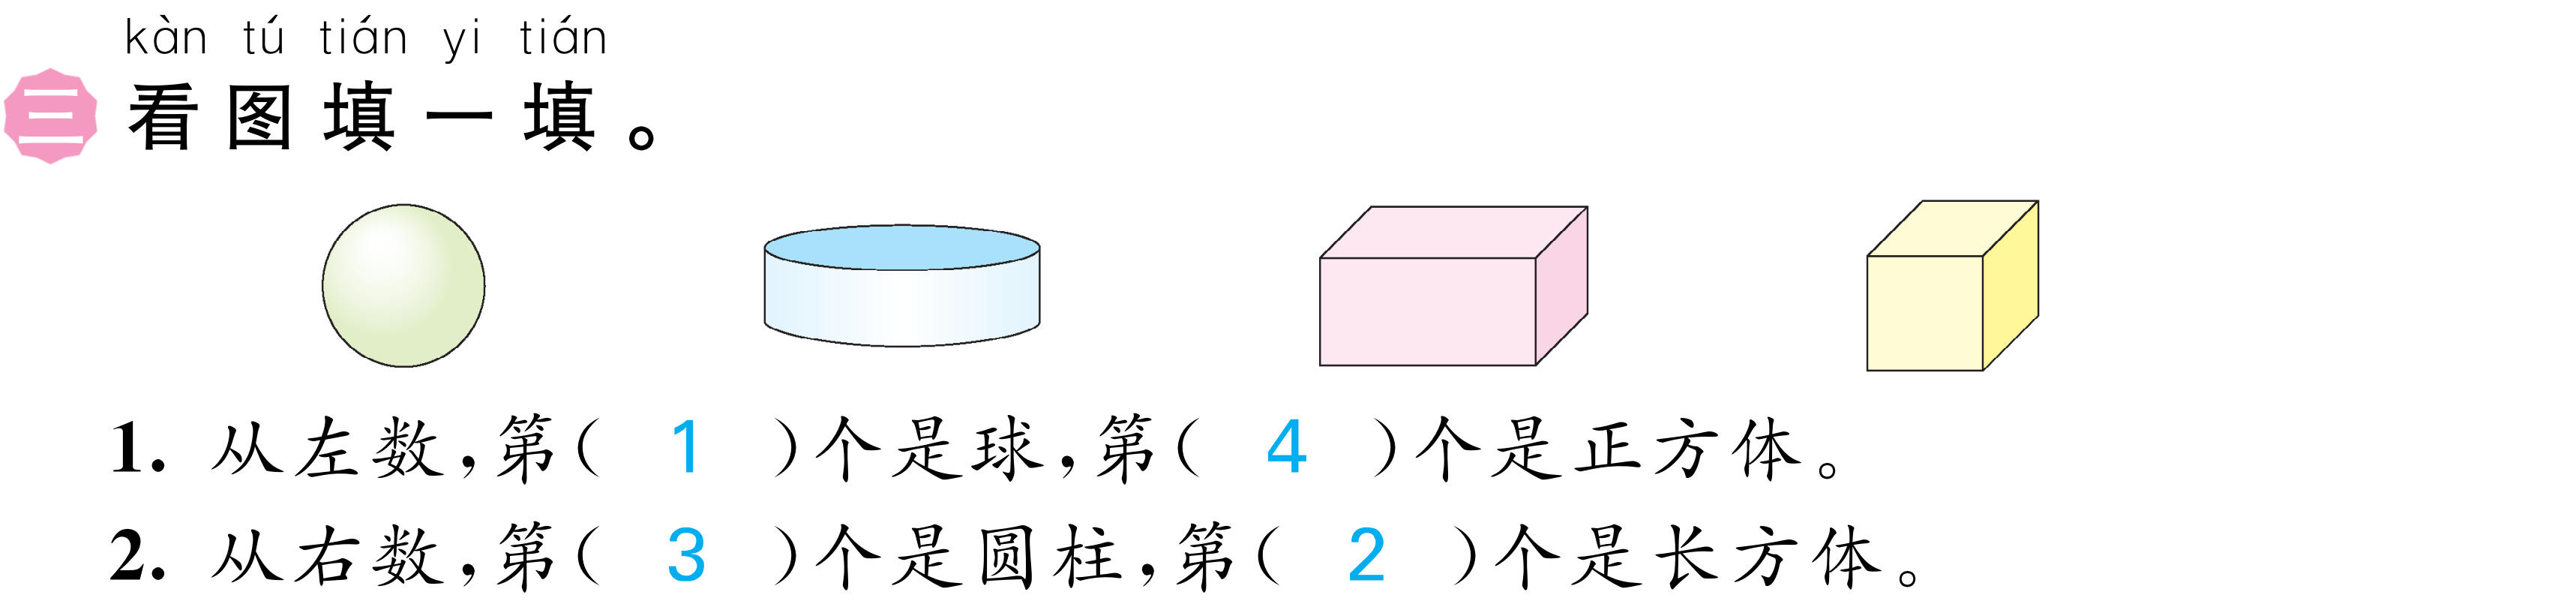 kàn tú tián yi tián
三 看图填一填。
1. 从左数，第（ 1 ）个是球，第（ 4 ）个是正方体。
2. 从右数，第（ 3 ）个是圆柱，第（ 2 ）个是长方体。